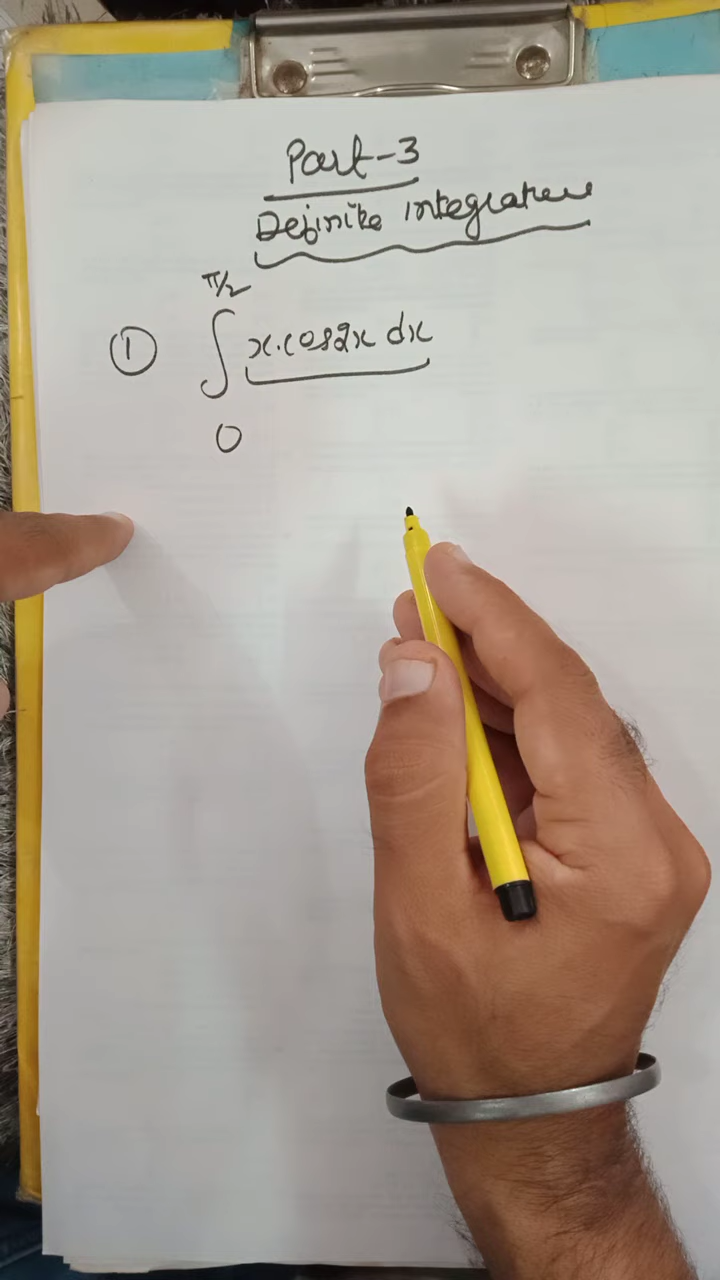 Part-3
Definite integration
π/2
① ∫ x.cos2x dx
0